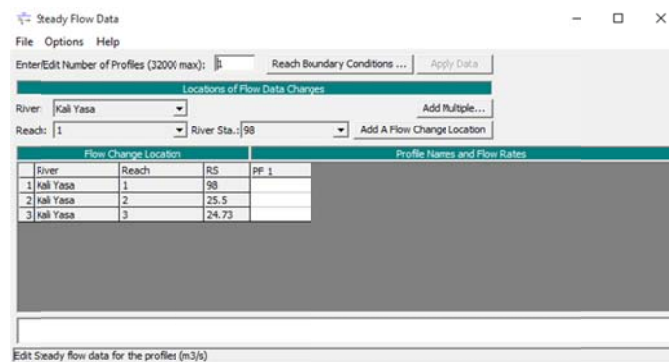 Steady Flow Data
File Options Help
Enter/Edit Number of Profiles (32000 max): 1 Reach Boundary Conditions ... Apply Data
Locations of Flow Data Changes
River: Kali Yasa Add Multiple...
Reach: 1 River Sta.: 98 Add A Flow Change Location
Flow Change Location Profile Names and Flow Rates
River Reach RS PF 1
1 Kali Yasa 1 98
2 Kali Yasa 2 25.5
3 Kali Yasa 3 24.73
Edit Steady flow data for the profiles (m3/s)